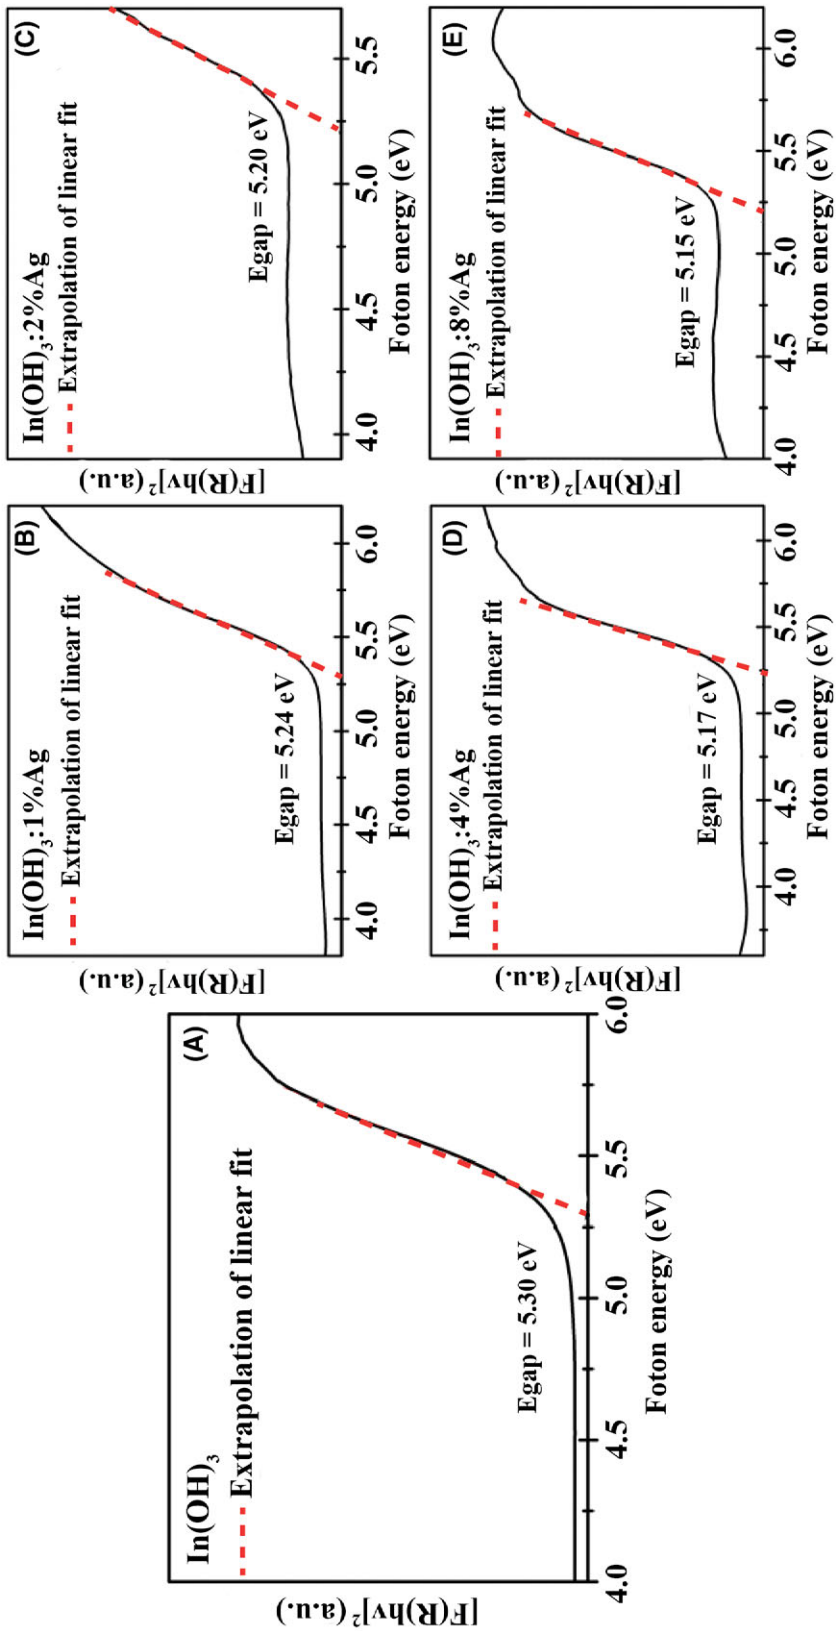 (A)
In(OH)₃
Extrapolation of linear fit
Egap = 5.30 eV
[F(R)hν]²(a.u.)
4.0 4.5 5.0 5.5 6.0
Foton energy (eV)
(B)
In(OH)₃:1%Ag
Extrapolation of linear fit
Egap = 5.24 eV
[F(R)hν]²(a.u.)
4.0 4.5 5.0 5.5 6.0
Foton energy (eV)
(C)
In(OH)₃:2%Ag
Extrapolation of linear fit
Egap = 5.20 eV
[F(R)hν]²(a.u.)
4.0 4.5 5.0 5.5
Foton energy (eV)
(D)
In(OH)₃:4%Ag
Extrapolation of linear fit
Egap = 5.17 eV
[F(R)hν]²(a.u.)
4.0 4.5 5.0 5.5 6.0
Foton energy (eV)
(E)
In(OH)₃:8%Ag
Extrapolation of linear fit
Egap = 5.15 eV
[F(R)hν]²(a.u.)
4.0 4.5 5.0 5.5 6.0
Foton energy (eV)